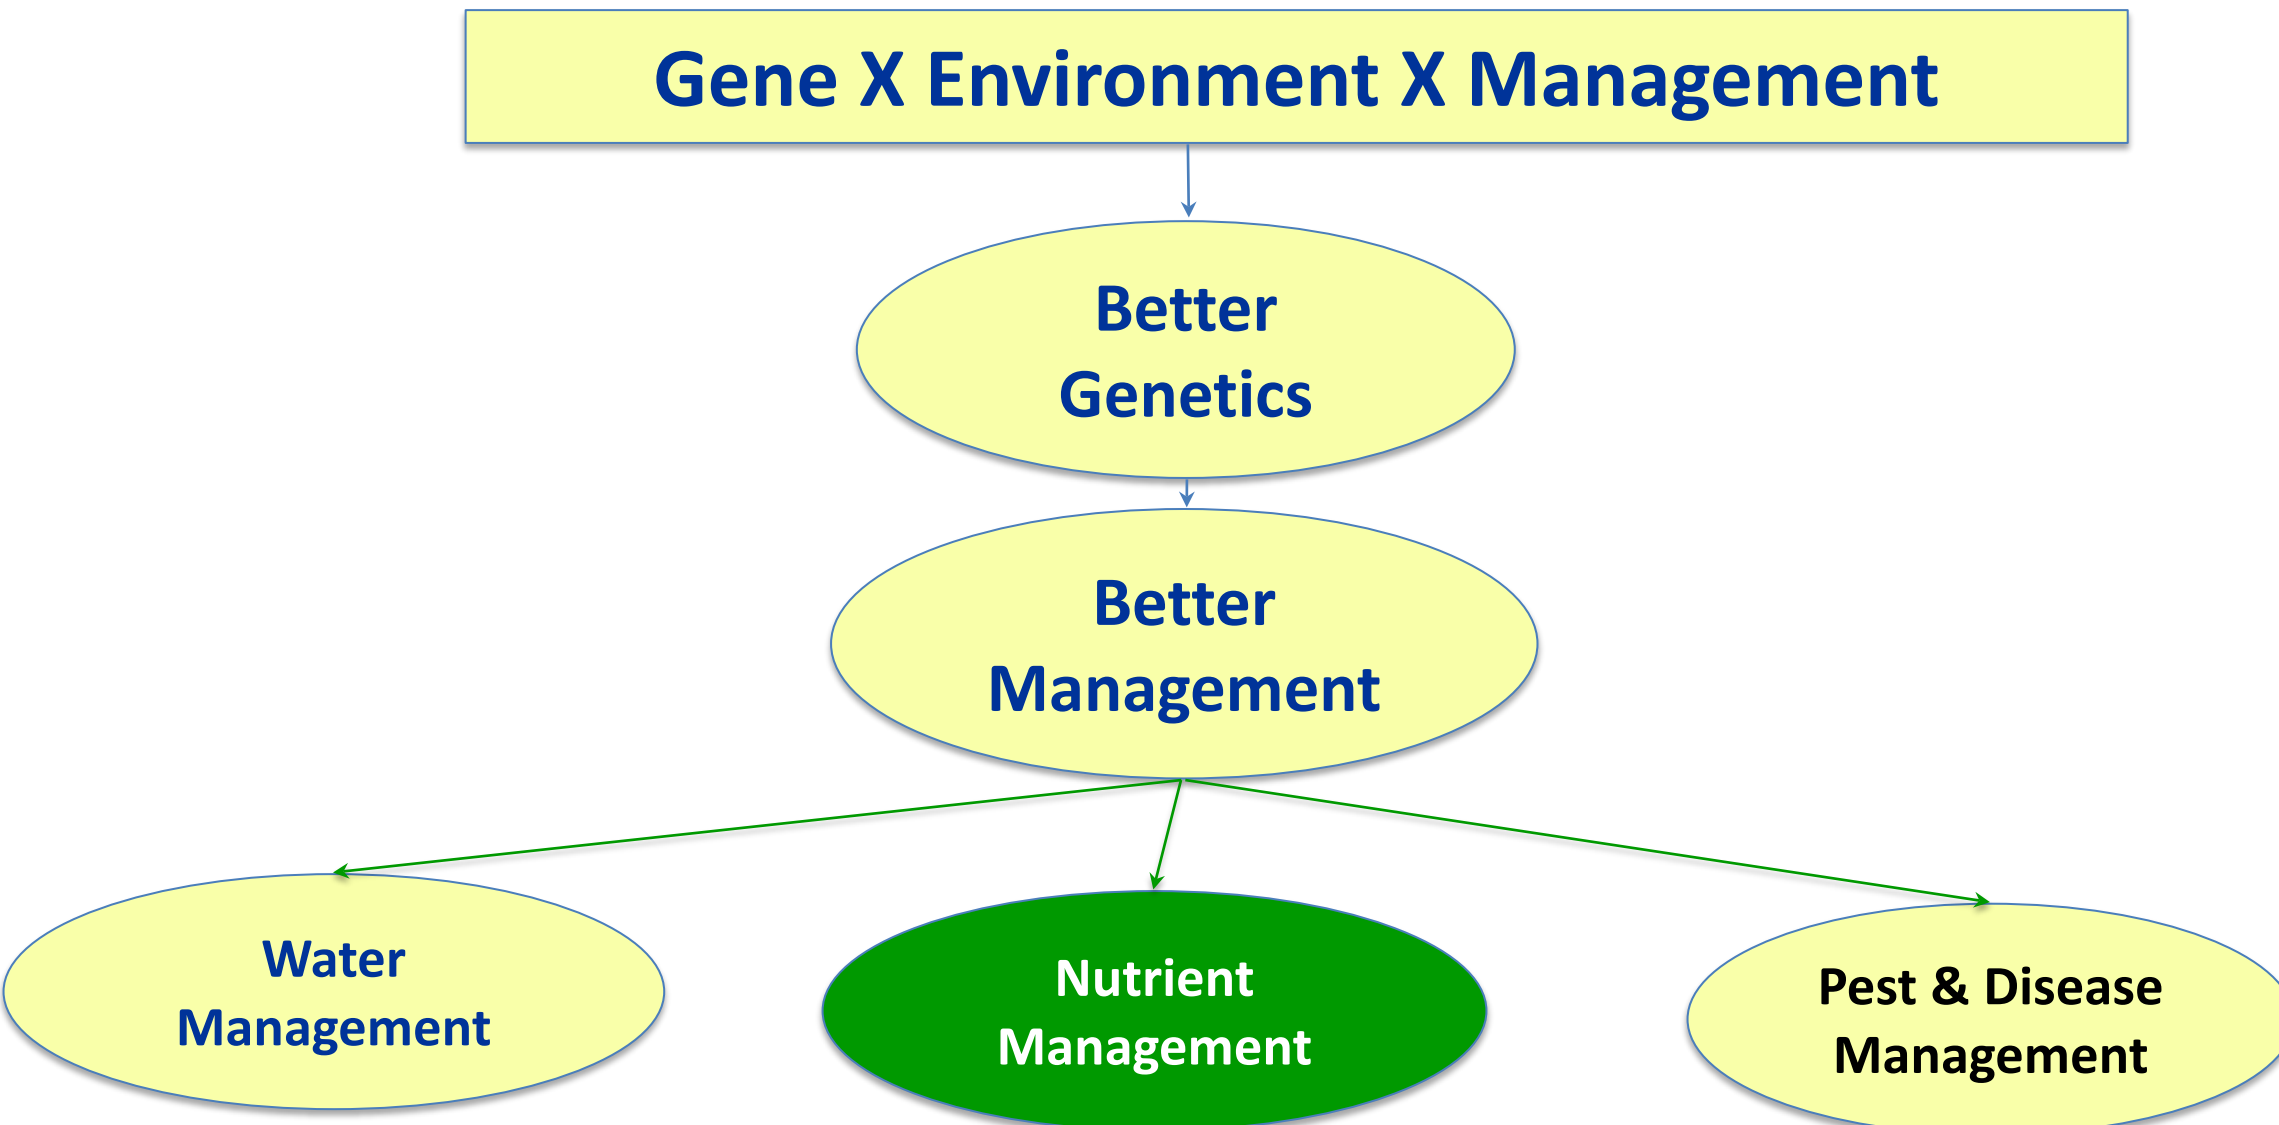 Gene X Environment X Management
Better
Genetics
Better
Management
Water
Management
Nutrient
Management
Pest & Disease
Management